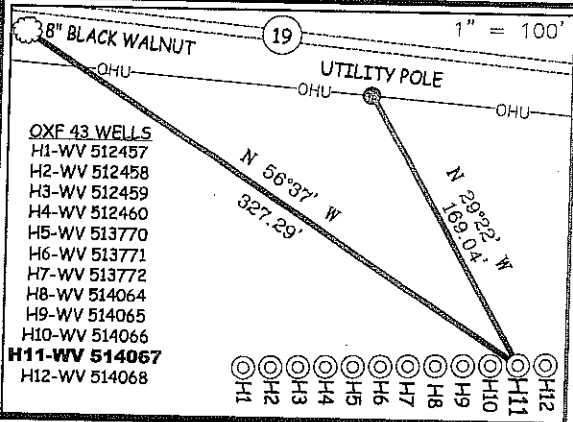 8" BLACK WALNUT
19
1" = 100'
OHU
UTILITY POLE
OHU
OHU
OXF 43 WELLS
H1-WV 512457
H2-WV 512458
H3-WV 512459
H4-WV 512460
H5-WV 513770
H6-WV 513771
H7-WV 513772
H8-WV 514064
H9-WV 514065
H10-WV 514066
H11-WV 514067
H12-WV 514068
N 56°37' W
327.29'
N 29°22' W
169.04'
H1
H2
H3
H4
H5
H6
H7
H8
H9
H10
H11
H12